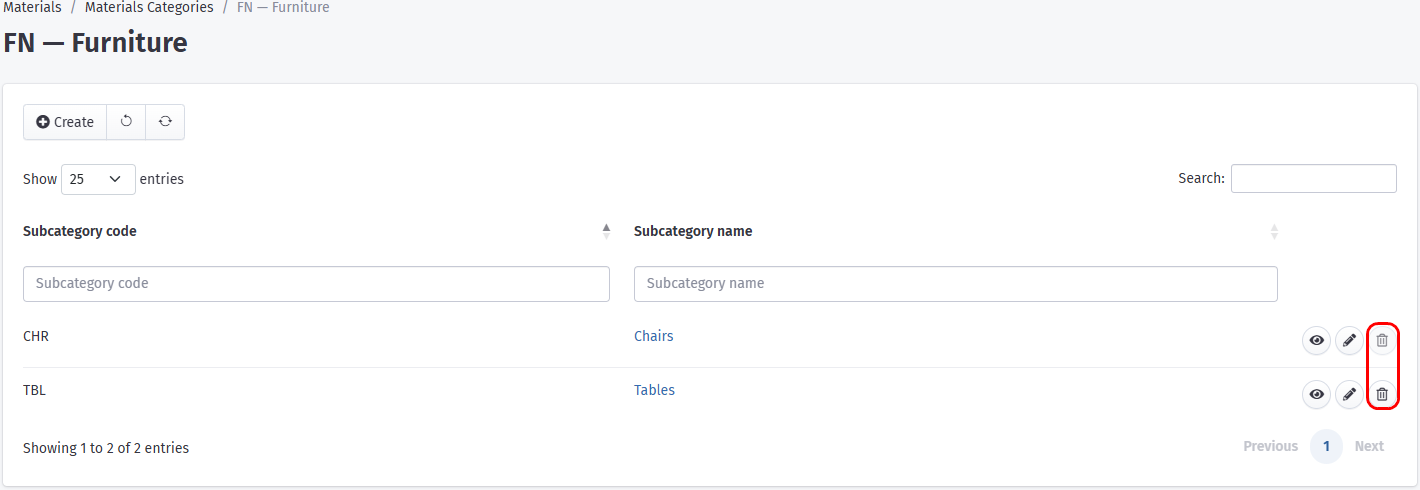 Materials / Materials Categories / FN — Furniture
FN — Furniture
Create
Show 25 entries Search:
Subcategory code Subcategory name
Subcategory code Subcategory name
CHR Chairs
TBL Tables
Showing 1 to 2 of 2 entries Previous 1 Next